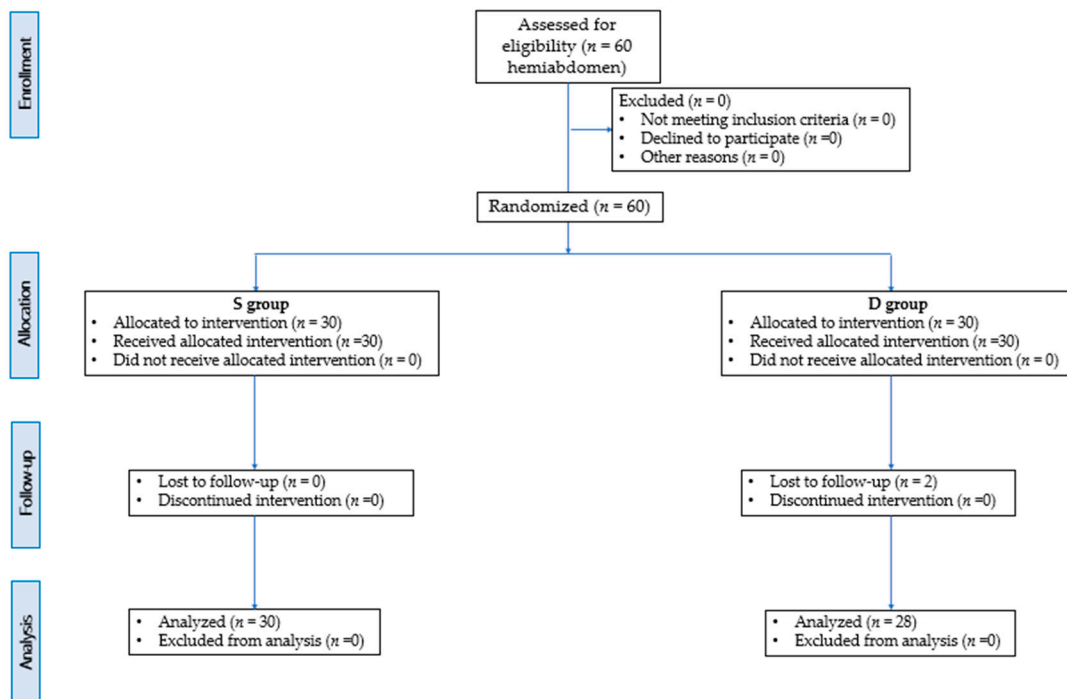 Enrollment
Assessed for
eligibility (n = 60
hemiabdomen)
Excluded (n = 0)
• Not meeting inclusion criteria (n = 0)
• Declined to participate (n =0)
• Other reasons (n = 0)
Randomized (n = 60)
Allocation
S group
• Allocated to intervention (n = 30)
• Received allocated intervention (n =30)
• Did not receive allocated intervention (n = 0)
D group
• Allocated to intervention (n = 30)
• Received allocated intervention (n =30)
• Did not receive allocated intervention (n = 0)
Follow-up
• Lost to follow-up (n = 0)
• Discontinued intervention (n =0)
• Lost to follow-up (n = 2)
• Discontinued intervention (n =0)
Analysis
• Analyzed (n = 30)
• Excluded from analysis (n =0)
• Analyzed (n = 28)
• Excluded from analysis (n =0)